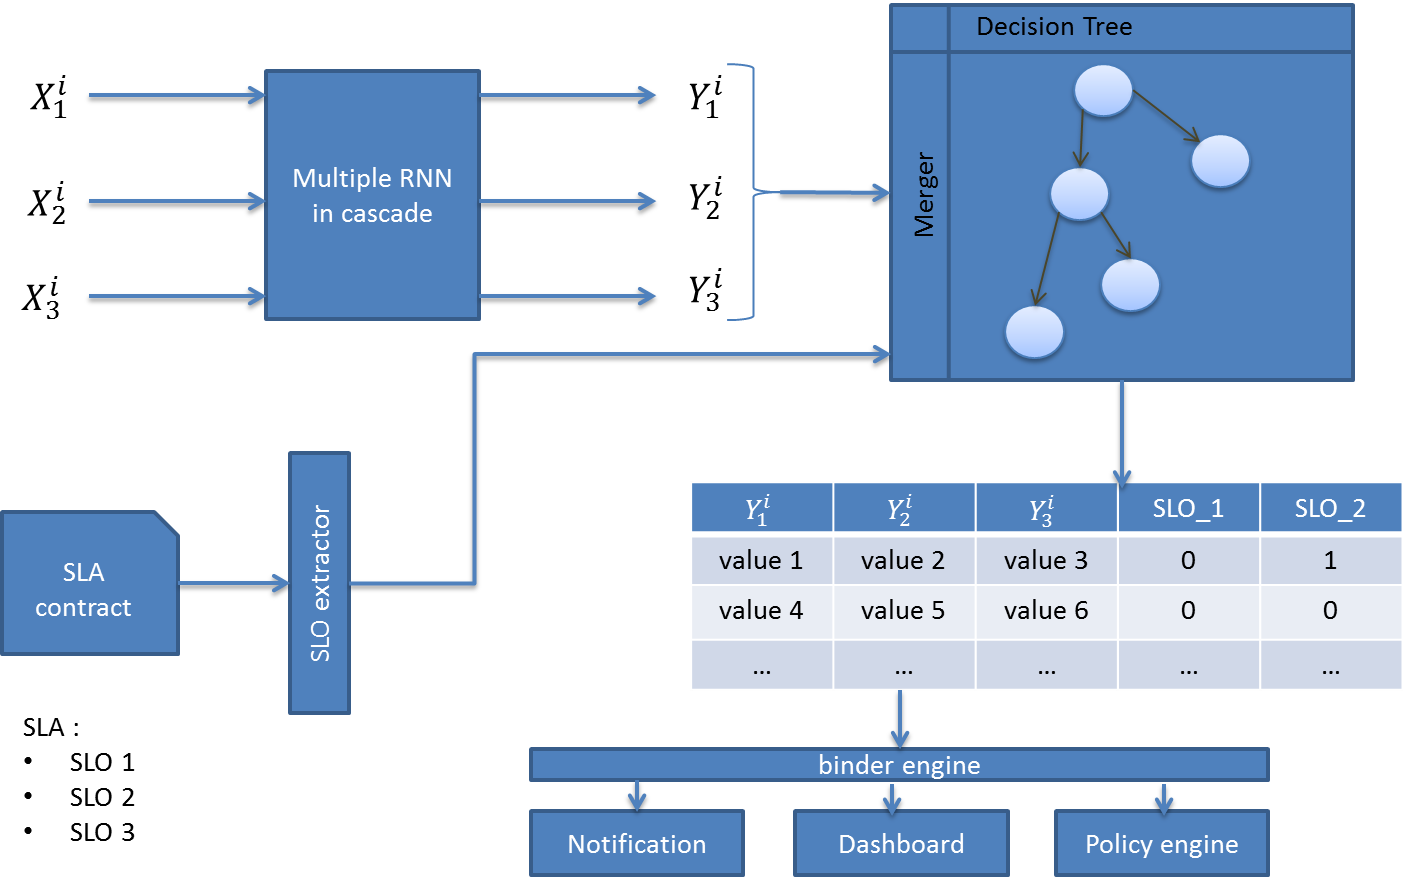 Decision Tree
X_1^i
X_2^i
X_3^i
Multiple RNN
in cascade
Y_1^i
Y_2^i
Y_3^i
Merger
SLA
contract
SLO extractor
SLA :
• SLO 1
• SLO 2
• SLO 3
Y_1^i Y_2^i Y_3^i SLO_1 SLO_2
value 1 value 2 value 3 0 1
value 4 value 5 value 6 0 0
... ... ... ... ...
binder engine
Notification Dashboard Policy engine